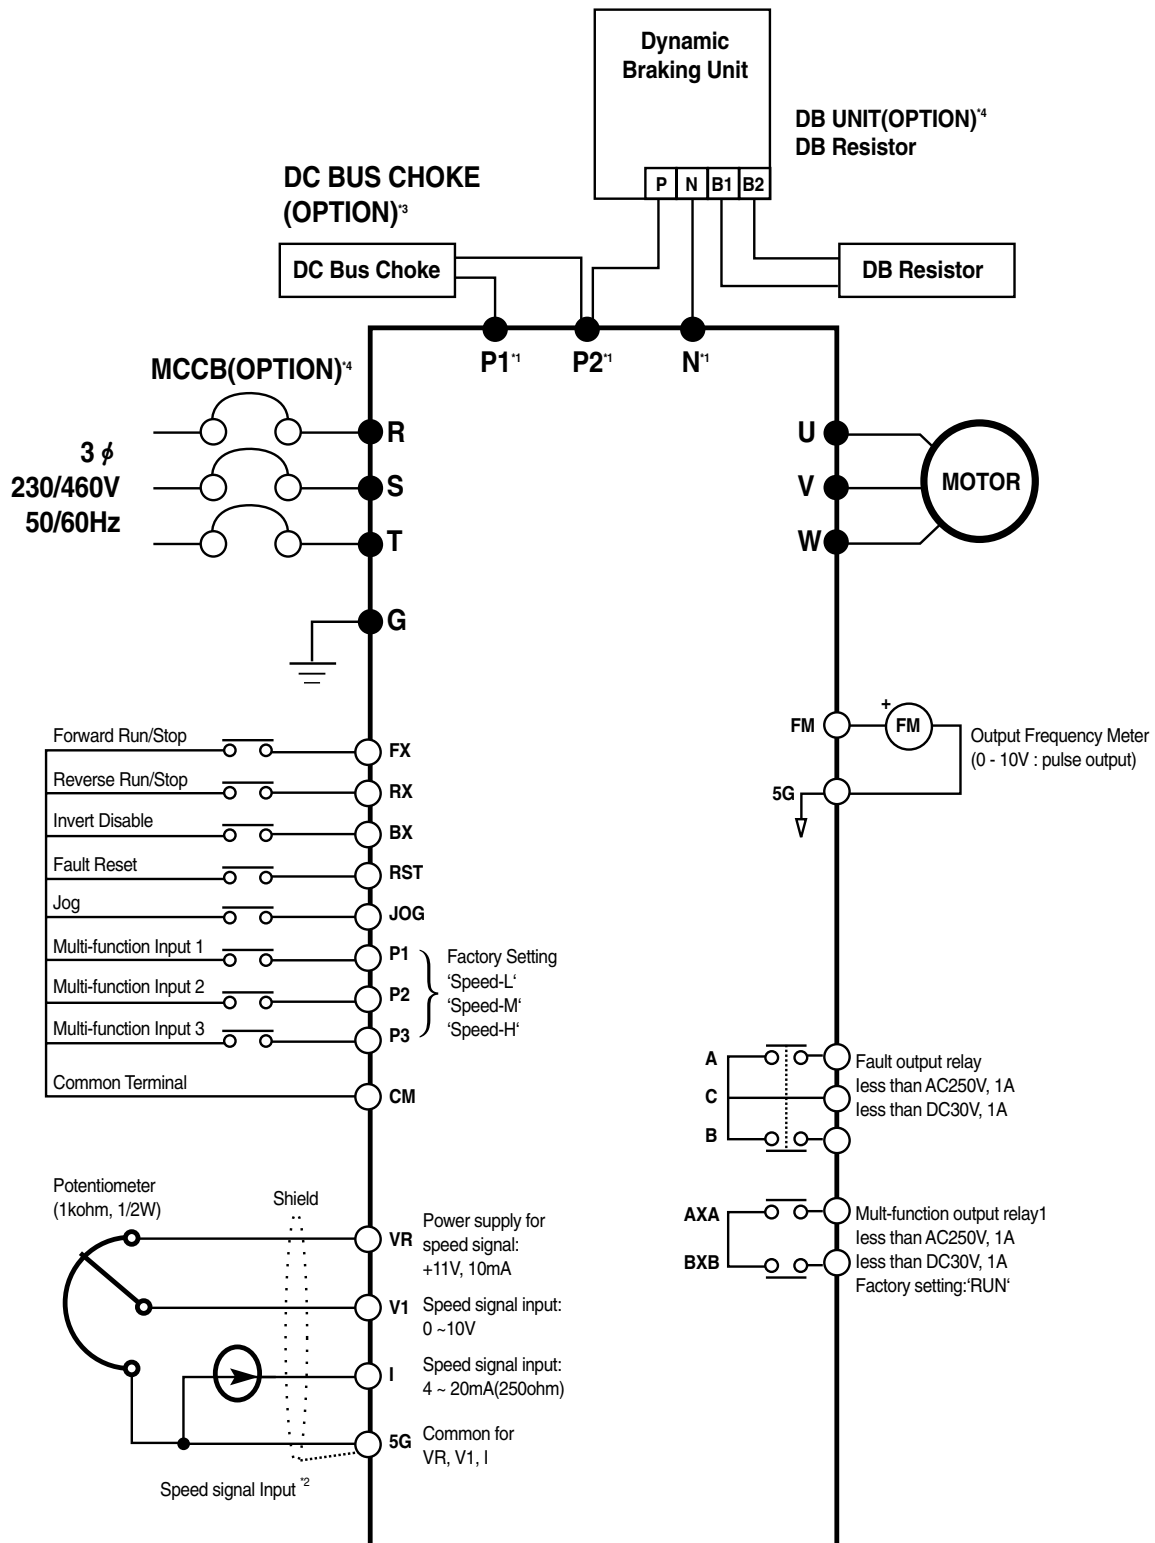 Dynamic
Braking Unit
P N B1 B2
DB UNIT(OPTION)*4
DB Resistor
DC BUS CHOKE
(OPTION)*3
DC Bus Choke
DB Resistor
P1*1
P2*1
N*1
MCCB(OPTION)*4
3 ϕ
230/460V
50/60Hz
R
S
T
G
U
V
W
MOTOR
Forward Run/Stop
FX
Reverse Run/Stop
RX
Invert Disable
BX
Fault Reset
RST
Jog
JOG
Multi-function Input 1
P1
Multi-function Input 2
P2
Multi-function Input 3
P3
Factory Setting
‘Speed-L‘
‘Speed-M‘
‘Speed-H‘
Common Terminal
CM
FM
+
FM
5G
Output Frequency Meter
(0 - 10V : pulse output)
A
C
B
Fault output relay
less than AC250V, 1A
less than DC30V, 1A
AXA
BXB
Mult-function output relay1
less than AC250V, 1A
less than DC30V, 1A
Factory setting:‘RUN‘
Potentiometer
(1kohm, 1/2W)
Shield
VR
Power supply for
speed signal:
+11V, 10mA
V1
Speed signal input:
0 ~10V
I
Speed signal input:
4 ~ 20mA(250ohm)
5G
Common for
VR, V1, I
Speed signal Input *2